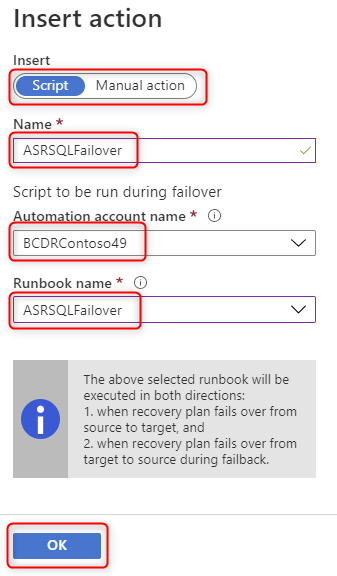 Insert action
Insert
Script Manual action
Name *
ASRSQLFailover
Script to be run during failover
Automation account name *
BCDRContoso49
Runbook name *
ASRSQLFailover
The above selected runbook will be
executed in both directions:
1. when recovery plan fails over from
source to target, and
2. when recovery plan fails over from
target to source during failback.
OK